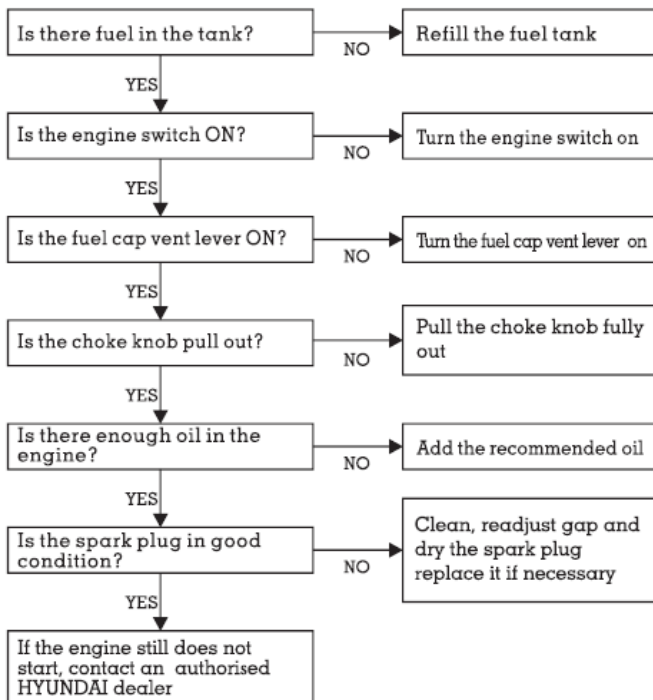 Is there fuel in the tank?
NO
Refill the fuel tank
YES
Is the engine switch ON?
NO
Turn the engine switch on
YES
Is the fuel cap vent lever ON?
NO
Turn the fuel cap vent lever on
YES
Is the choke knob pull out?
NO
Pull the choke knob fully
out
YES
Is there enough oil in the
engine?
NO
Add the recommended oil
YES
Is the spark plug in good
condition?
NO
Clean, readjust gap and
dry the spark plug
replace it if necessary
YES
If the engine still does not
start, contact an authorised
HYUNDAI dealer